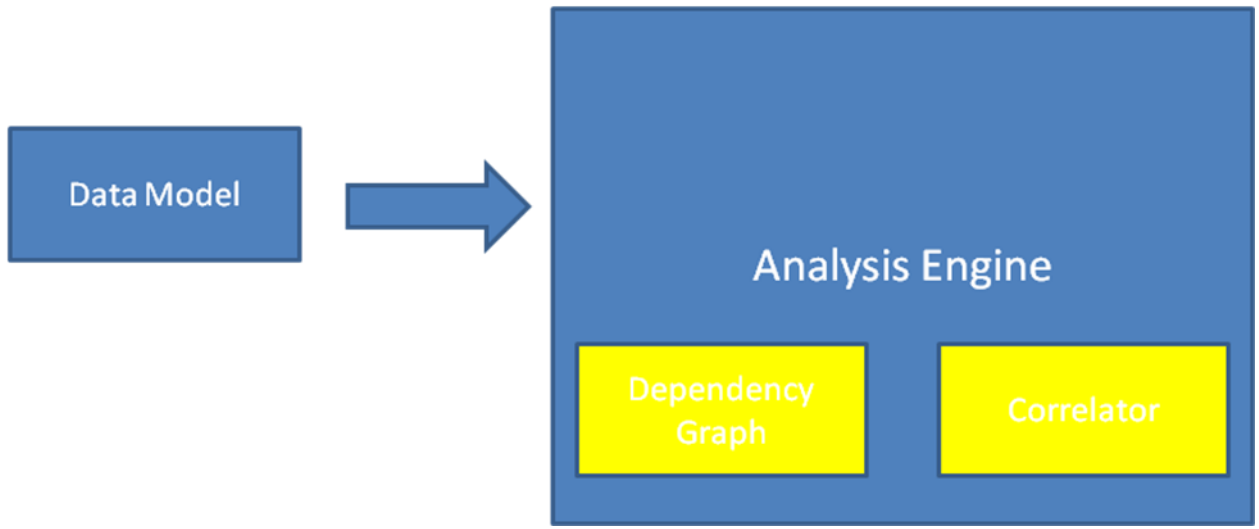 Data Model
Analysis Engine
Dependency
Graph
Correlator